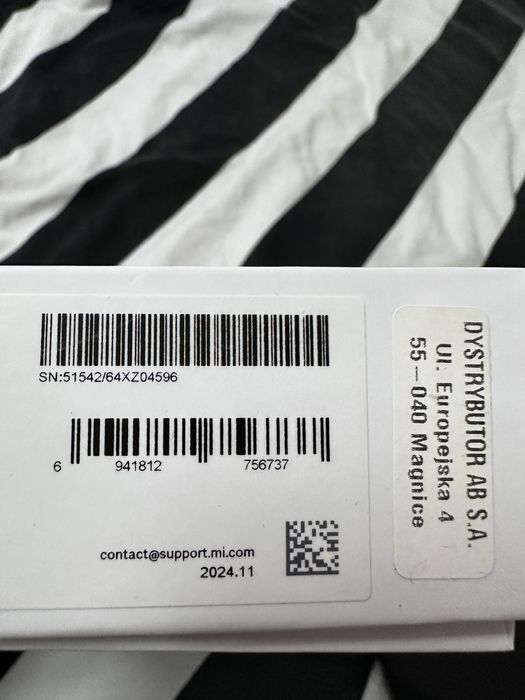 SN:51542/64XZ04596
6 941812 756737
contact@support.mi.com
2024.11
DYSTRYBUTOR AB S.A.
Ul. Europejska 4
55-040 Magnice